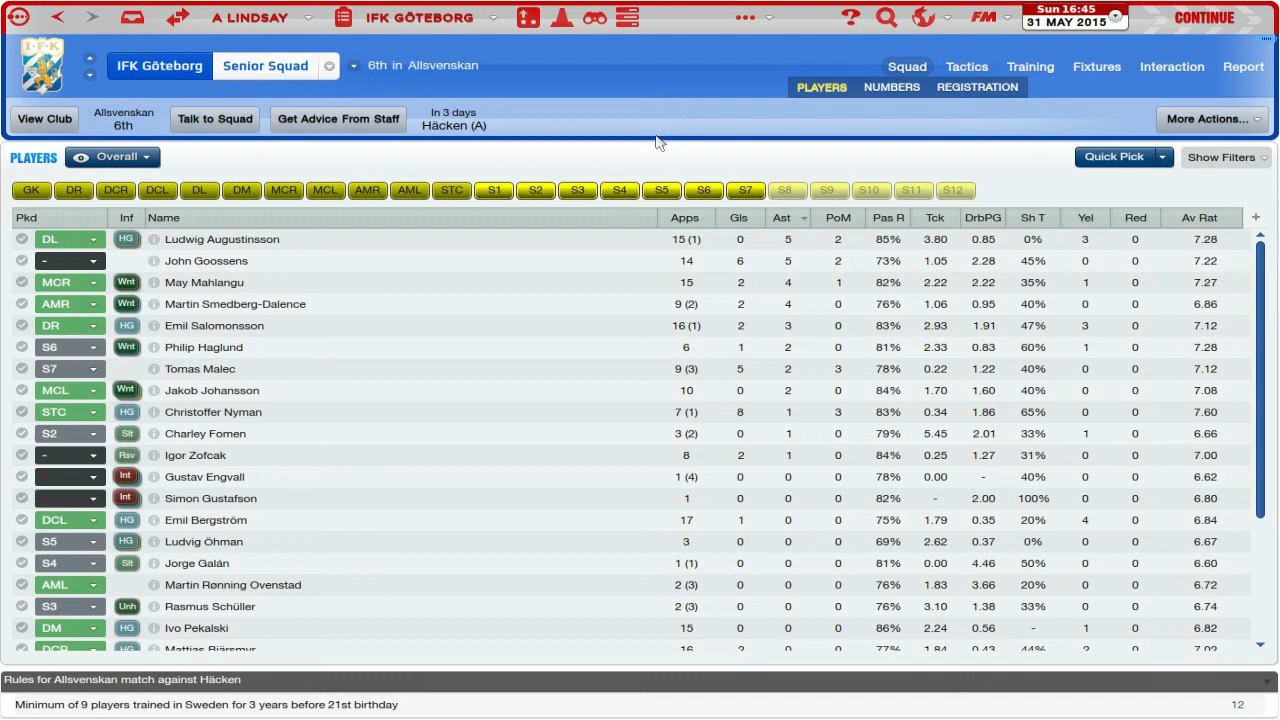 A LINDSAY
IFK GÖTEBORG
FM
Sun 16:45
31 MAY 2015
CONTINUE
IFK
IFK Göteborg Senior Squad 6th in Allsvenskan
Squad Tactics Training Fixtures Interaction Report
PLAYERS NUMBERS REGISTRATION
View Club
Allsvenskan
6th
Talk to Squad Get Advice From Staff
In 3 days
Häcken (A)
More Actions...
PLAYERS Overall Quick Pick Show Filters
GK DR DCR DCL DL DM MCR MCL AMR AML STC S1 S2 S3 S4 S5 S6 S7 S8 S9 S10 S11 S12
Pkd Inf Name Apps Gls Ast PoM Pas R Tck DrbPG Sh T Yel Red Av Rat +
DL HG Ludwig Augustinsson 15 (1) 0 5 2 85% 3.80 0.85 0% 3 0 7.28
- John Goossens 14 6 5 2 73% 1.05 2.28 45% 0 0 7.22
MCR Wnt May Mahlangu 15 2 4 1 82% 2.22 2.22 35% 1 0 7.27
AMR Wnt Martin Smedberg-Dalence 9 (2) 2 4 0 76% 1.06 0.95 40% 0 0 6.86
DR HG Emil Salomonsson 16 (1) 2 3 0 83% 2.93 1.91 47% 3 0 7.12
S6 Wnt Philip Haglund 6 1 2 0 81% 2.33 0.83 60% 1 0 7.28
S7 Tomas Malec 9 (3) 5 2 3 78% 0.22 1.22 40% 0 0 7.12
MCL Wnt Jakob Johansson 10 0 2 0 84% 1.70 1.60 40% 0 0 7.08
STC HG Christoffer Nyman 7 (1) 8 1 3 83% 0.34 1.86 65% 0 0 7.60
S2 Slt Charley Fomen 3 (2) 0 1 0 79% 5.45 2.01 33% 1 0 6.66
- Rsv Igor Zofcak 8 2 1 0 84% 0.25 1.27 31% 0 0 7.00
- Int Gustav Engvall 1 (4) 0 0 0 78% 0.00 - 40% 0 0 6.62
- Int Simon Gustafson 1 0 0 0 82% - 2.00 100% 0 0 6.80
DCL HG Emil Bergström 17 1 0 0 75% 1.79 0.35 20% 4 0 6.84
S5 HG Ludvig Öhman 3 0 0 0 69% 2.62 0.37 0% 0 0 6.67
S4 Slt Jorge Galán 1 (1) 0 0 0 81% 0.00 4.46 50% 0 0 6.60
AML Martin Rønning Ovenstad 2 (3) 0 0 0 76% 1.83 3.66 20% 0 0 6.72
S3 Unh Rasmus Schüller 2 (3) 0 0 0 76% 3.10 1.38 33% 0 0 6.74
DM HG Ivo Pekalski 15 0 0 0 86% 2.24 0.56 - 1 0 6.82
DCR HG Mattias Bjärsmyr 16 2 0 0 77% 1.84 0.43 44% 2 0 7.02
Rules for Allsvenskan match against Häcken
Minimum of 9 players trained in Sweden for 3 years before 21st birthday 12